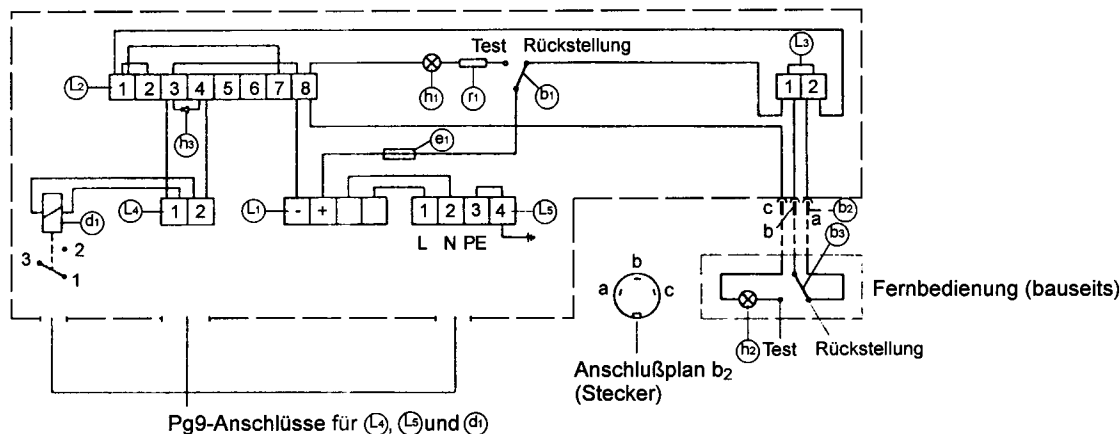 Test Rückstellung
L3
L2 1 2 3 4 5 6 7 8
h1 r1 b1
1 2
h3
e1
d1 L4 1 2
L1 - + 1 2 3 4 L5
L N PE
3 2 1
c b a b2
b3
b
a c
Fernbedienung (bauseits)
h2 Test Rückstellung
Anschlußplan b2
(Stecker)
Pg9-Anschlüsse für L4, L5 und d1